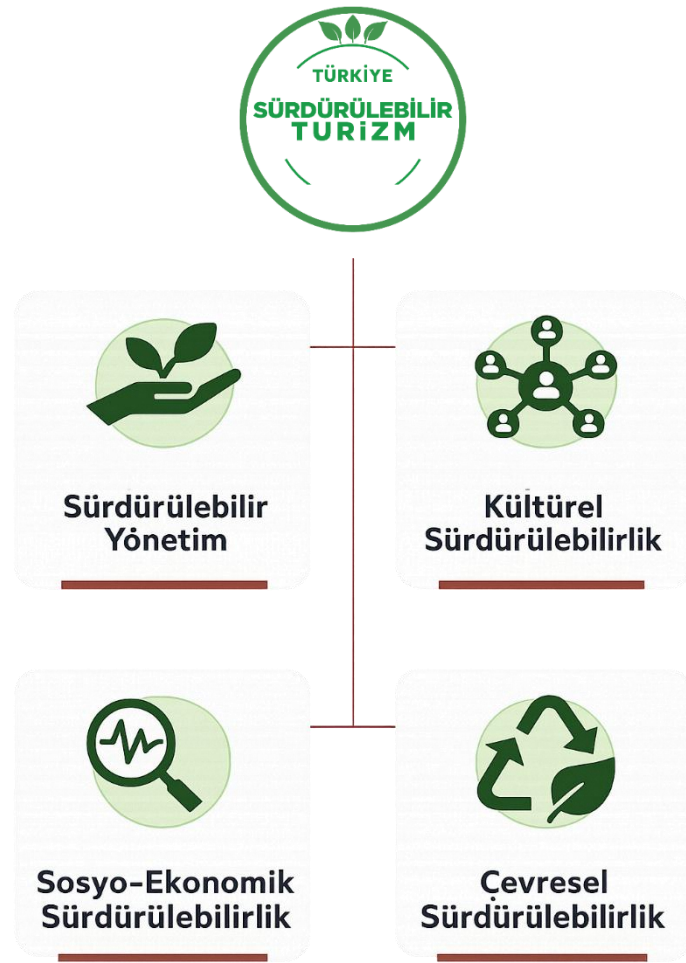 TÜRKİYE
SÜRDÜRÜLEBİLİR
TURİZM
Sürdürülebilir
Yönetim
Kültürel
Sürdürülebilirlik
Sosyo-Ekonomik
Sürdürülebilirlik
Çevresel
Sürdürülebilirlik